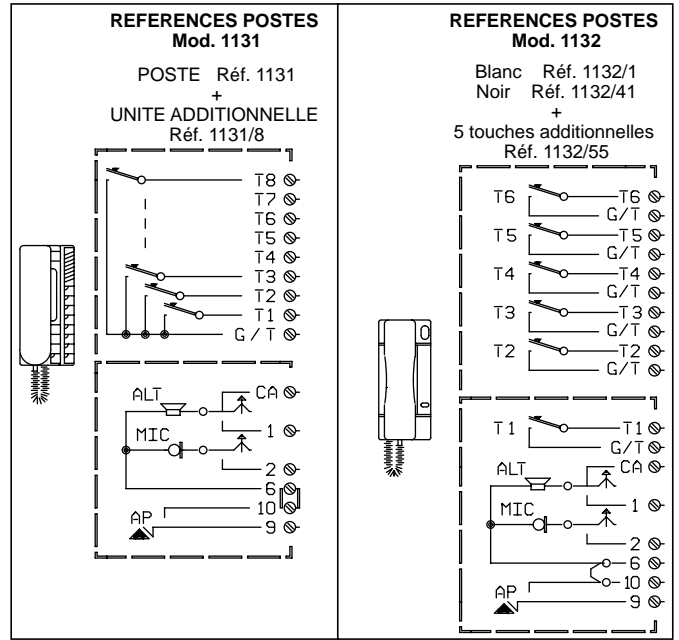 REFERENCES POSTES
Mod. 1131
POSTE Réf. 1131
+
UNITE ADDITIONNELLE
Réf. 1131/8
T8
T7
T6
T5
T4
T3
T2
T1
G/T
ALT
CA
1
MIC
2
6
10
AP
9
REFERENCES POSTES
Mod. 1132
Blanc Réf. 1132/1
Noir Réf. 1132/41
+
5 touches additionnelles
Réf. 1132/55
T6 T6
G/T
T5 T5
G/T
T4 T4
G/T
T3 T3
G/T
T2 T2
G/T
T1 T1
G/T
ALT
CA
MIC
1
2
6
10
AP
9